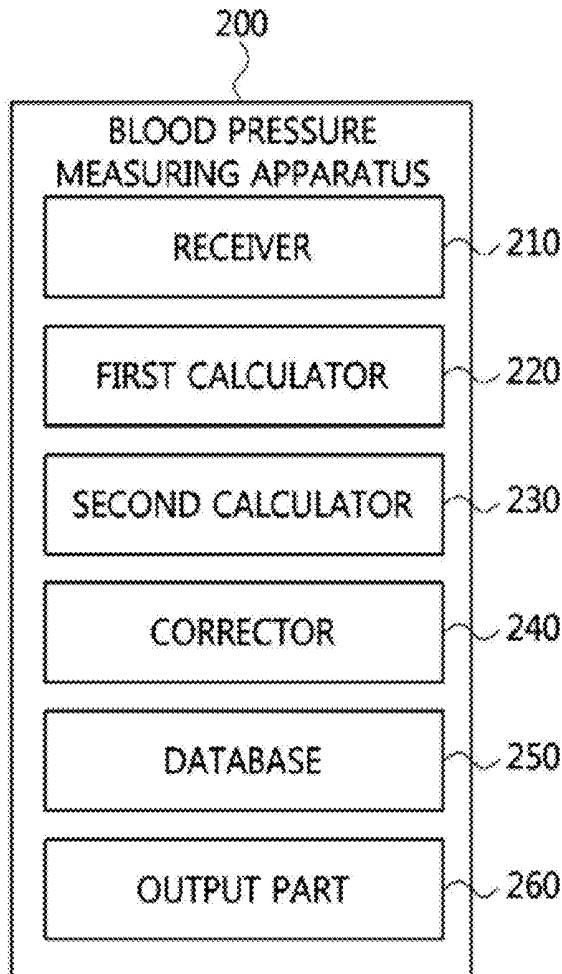 200
BLOOD PRESSURE
MEASURING APPARATUS
RECEIVER 210
FIRST CALCULATOR 220
SECOND CALCULATOR 230
CORRECTOR 240
DATABASE 250
OUTPUT PART 260